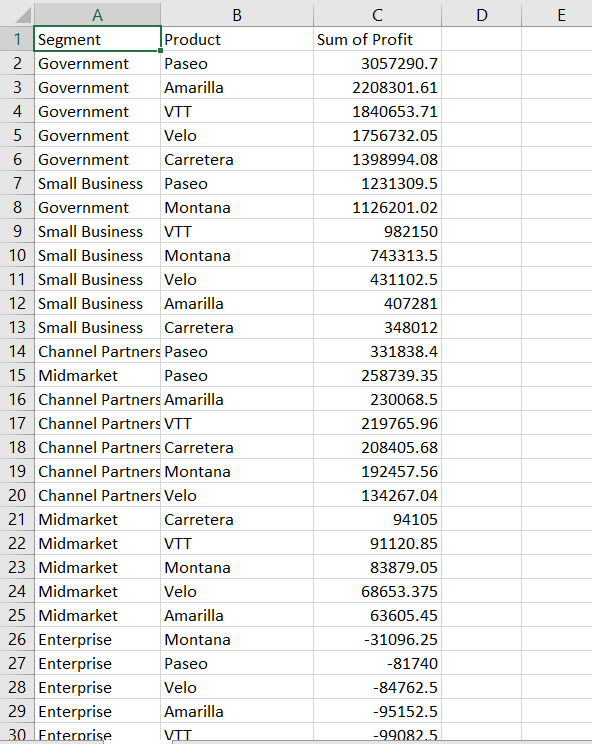 A B C D E
1 Segment Product Sum of Profit
2 Government Paseo 3057290.7
3 Government Amarilla 2208301.61
4 Government VTT 1840653.71
5 Government Velo 1756732.05
6 Government Carretera 1398994.08
7 Small Business Paseo 1231309.5
8 Government Montana 1126201.02
9 Small Business VTT 982150
10 Small Business Montana 743313.5
11 Small Business Velo 431102.5
12 Small Business Amarilla 407281
13 Small Business Carretera 348012
14 Channel Partners Paseo 331838.4
15 Midmarket Paseo 258739.35
16 Channel Partners Amarilla 230068.5
17 Channel Partners VTT 219765.96
18 Channel Partners Carretera 208405.68
19 Channel Partners Montana 192457.56
20 Channel Partners Velo 134267.04
21 Midmarket Carretera 94105
22 Midmarket VTT 91120.85
23 Midmarket Montana 83879.05
24 Midmarket Velo 68653.375
25 Midmarket Amarilla 63605.45
26 Enterprise Montana -31096.25
27 Enterprise Paseo -81740
28 Enterprise Velo -84762.5
29 Enterprise Amarilla -95152.5
30 Enterprise VTT -99082.5